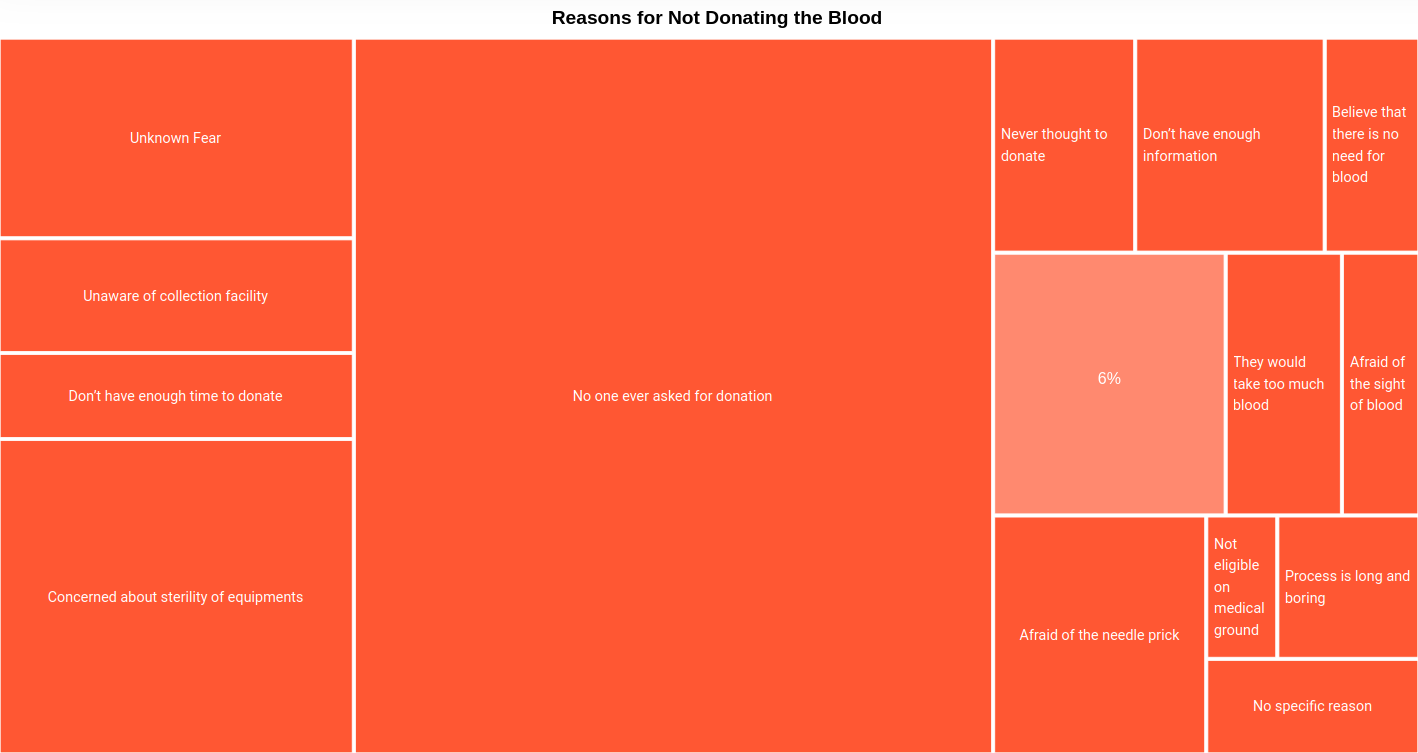 Reasons for Not Donating the Blood
Unknown Fear
Unaware of collection facility
Don’t have enough time to donate
Concerned about sterility of equipments
No one ever asked for donation
Never thought to
donate
Don’t have enough
information
Believe that
there is no
need for
blood
6%
They would
take too much
blood
Afraid of
the sight
of blood
Afraid of the needle prick
Not
eligible
on
medical
ground
Process is long and
boring
No specific reason